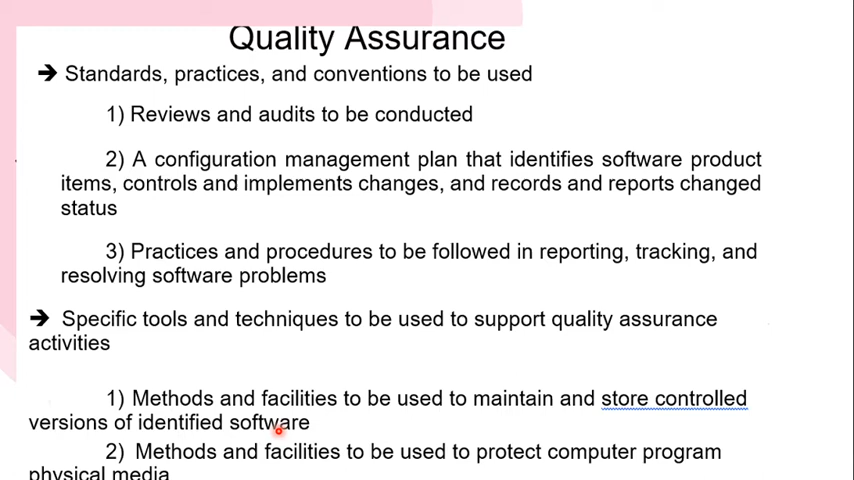 Quality Assurance
➔ Standards, practices, and conventions to be used
1) Reviews and audits to be conducted
2) A configuration management plan that identifies software product
items, controls and implements changes, and records and reports changed
status
3) Practices and procedures to be followed in reporting, tracking, and
resolving software problems
➔ Specific tools and techniques to be used to support quality assurance
activities
1) Methods and facilities to be used to maintain and store controlled
versions of identified software
2) Methods and facilities to be used to protect computer program
physical media